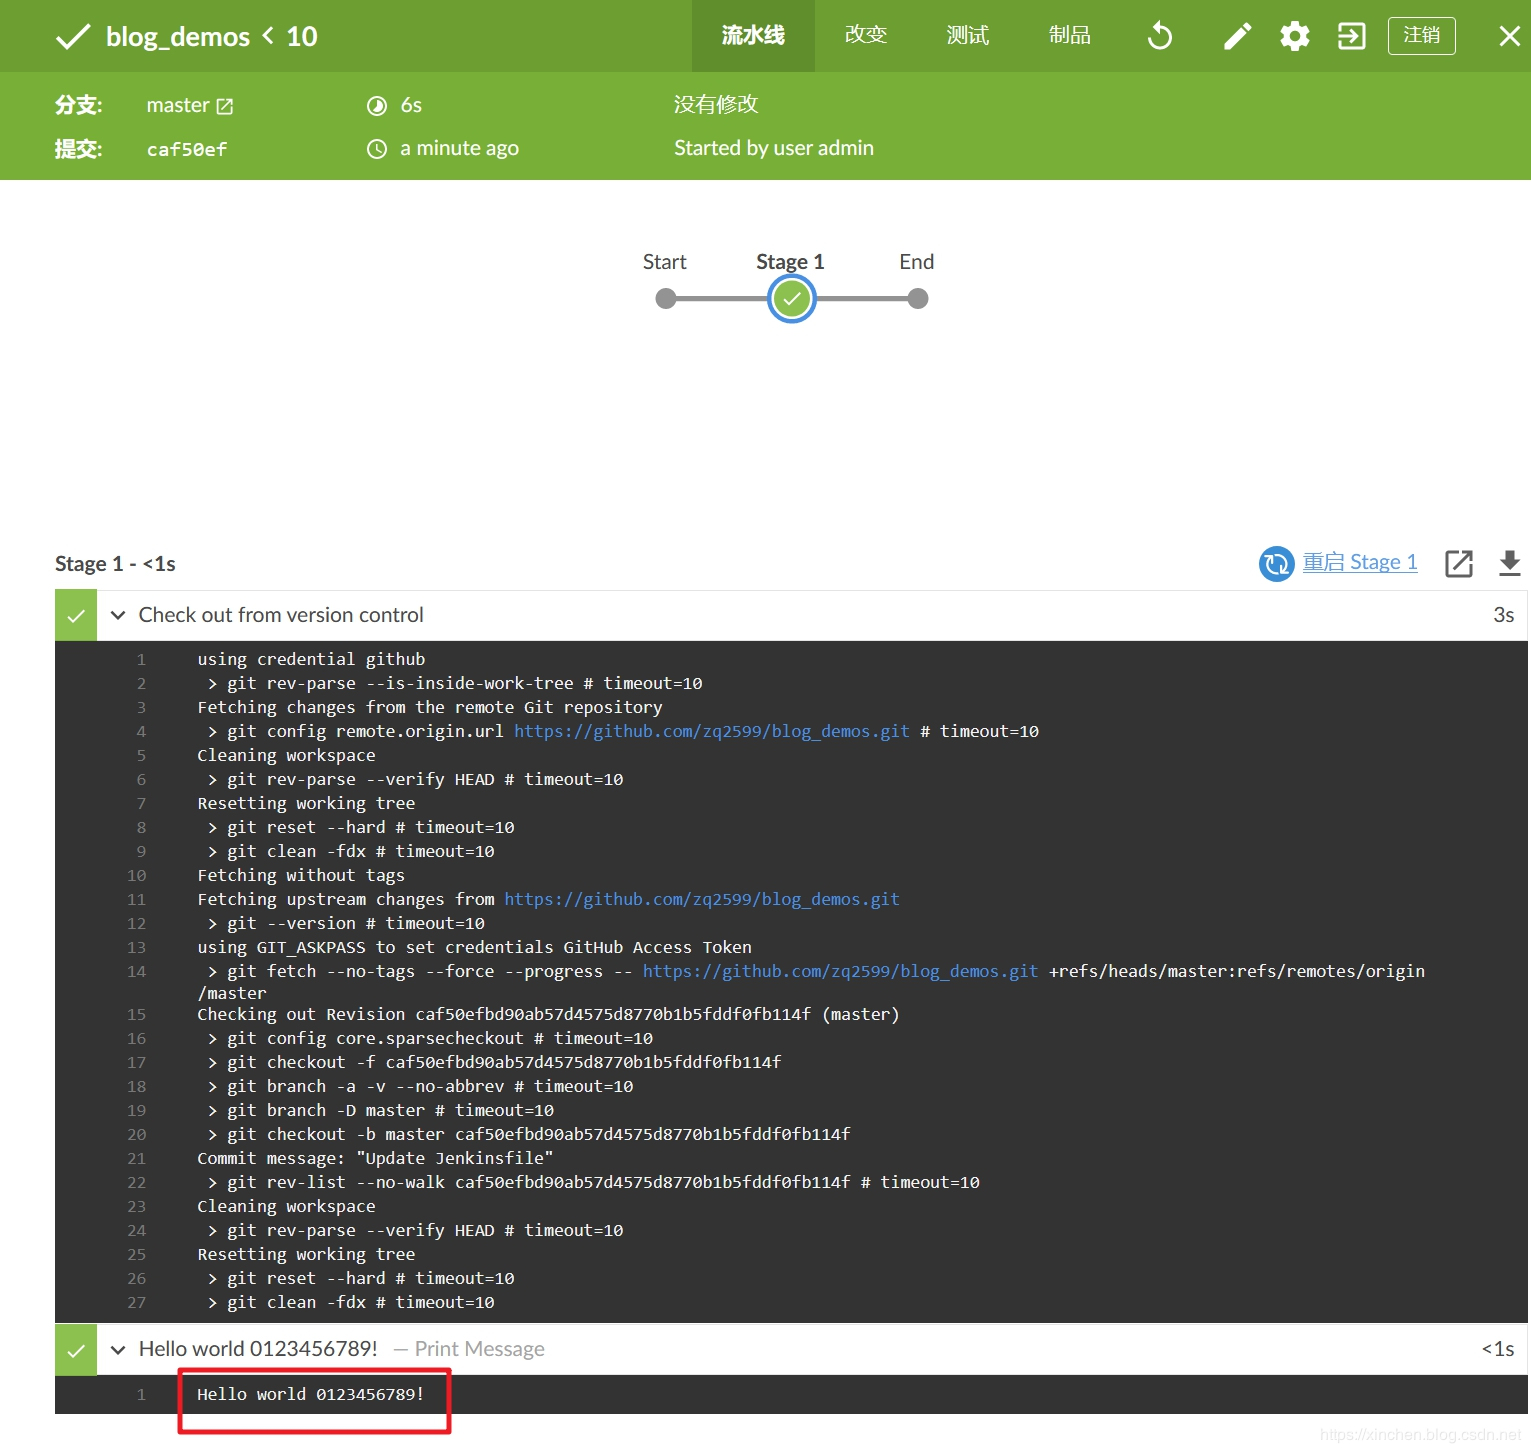 blog_demos < 10
流水线 改变 测试 制品 注销
分支: master 6s 没有修改
提交: caf50ef a minute ago Started by user admin
Start Stage 1 End
Stage 1 - <1s 重启 Stage 1
Check out from version control 3s
1 using credential github
2 > git rev-parse --is-inside-work-tree # timeout=10
3 Fetching changes from the remote Git repository
4 > git config remote.origin.url https://github.com/zq2599/blog_demos.git # timeout=10
5 Cleaning workspace
6 > git rev-parse --verify HEAD # timeout=10
7 Resetting working tree
8 > git reset --hard # timeout=10
9 > git clean -fdx # timeout=10
10 Fetching without tags
11 Fetching upstream changes from https://github.com/zq2599/blog_demos.git
12 > git --version # timeout=10
13 using GIT_ASKPASS to set credentials GitHub Access Token
14 > git fetch --no-tags --force --progress -- https://github.com/zq2599/blog_demos.git +refs/heads/master:refs/remotes/origin
/master
15 Checking out Revision caf50efbd90ab57d4575d8770b1b5fddf0fb114f (master)
16 > git config core.sparsecheckout # timeout=10
17 > git checkout -f caf50efbd90ab57d4575d8770b1b5fddf0fb114f
18 > git branch -a -v --no-abbrev # timeout=10
19 > git branch -D master # timeout=10
20 > git checkout -b master caf50efbd90ab57d4575d8770b1b5fddf0fb114f
21 Commit message: "Update Jenkinsfile"
22 > git rev-list --no-walk caf50efbd90ab57d4575d8770b1b5fddf0fb114f # timeout=10
23 Cleaning workspace
24 > git rev-parse --verify HEAD # timeout=10
25 Resetting working tree
26 > git reset --hard # timeout=10
27 > git clean -fdx # timeout=10
Hello world 0123456789! — Print Message <1s
1 Hello world 0123456789!
https://xinchen.blog.csdn.net